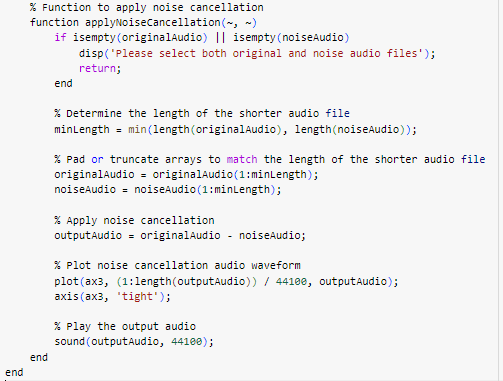 % Function to apply noise cancellation
function applyNoiseCancellation(~, ~)
if isempty(originalAudio) || isempty(noiseAudio)
disp('Please select both original and noise audio files');
return;
end
% Determine the length of the shorter audio file
minLength = min(length(originalAudio), length(noiseAudio));
% Pad or truncate arrays to match the length of the shorter audio file
originalAudio = originalAudio(1:minLength);
noiseAudio = noiseAudio(1:minLength);
% Apply noise cancellation
outputAudio = originalAudio - noiseAudio;
% Plot noise cancellation audio waveform
plot(ax3, (1:length(outputAudio)) / 44100, outputAudio);
axis(ax3, 'tight');
% Play the output audio
sound(outputAudio, 44100);
end
end